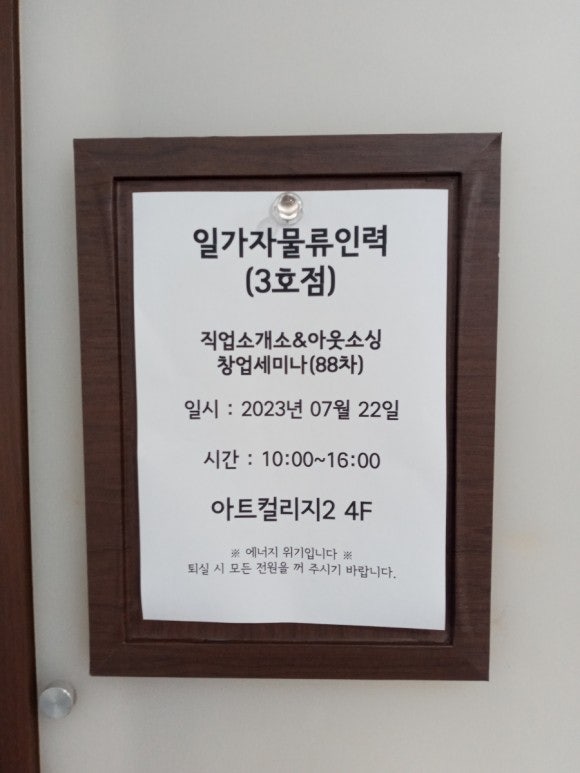 일가자물류인력
(3호점)
직업소개소&아웃소싱
창업세미나(88차)
일시 : 2023년 07월 22일
시간 : 10:00~16:00
아트컬리지2 4F
※ 에너지 위기입니다 ※
퇴실 시 모든 전원을 꺼 주시기 바랍니다.